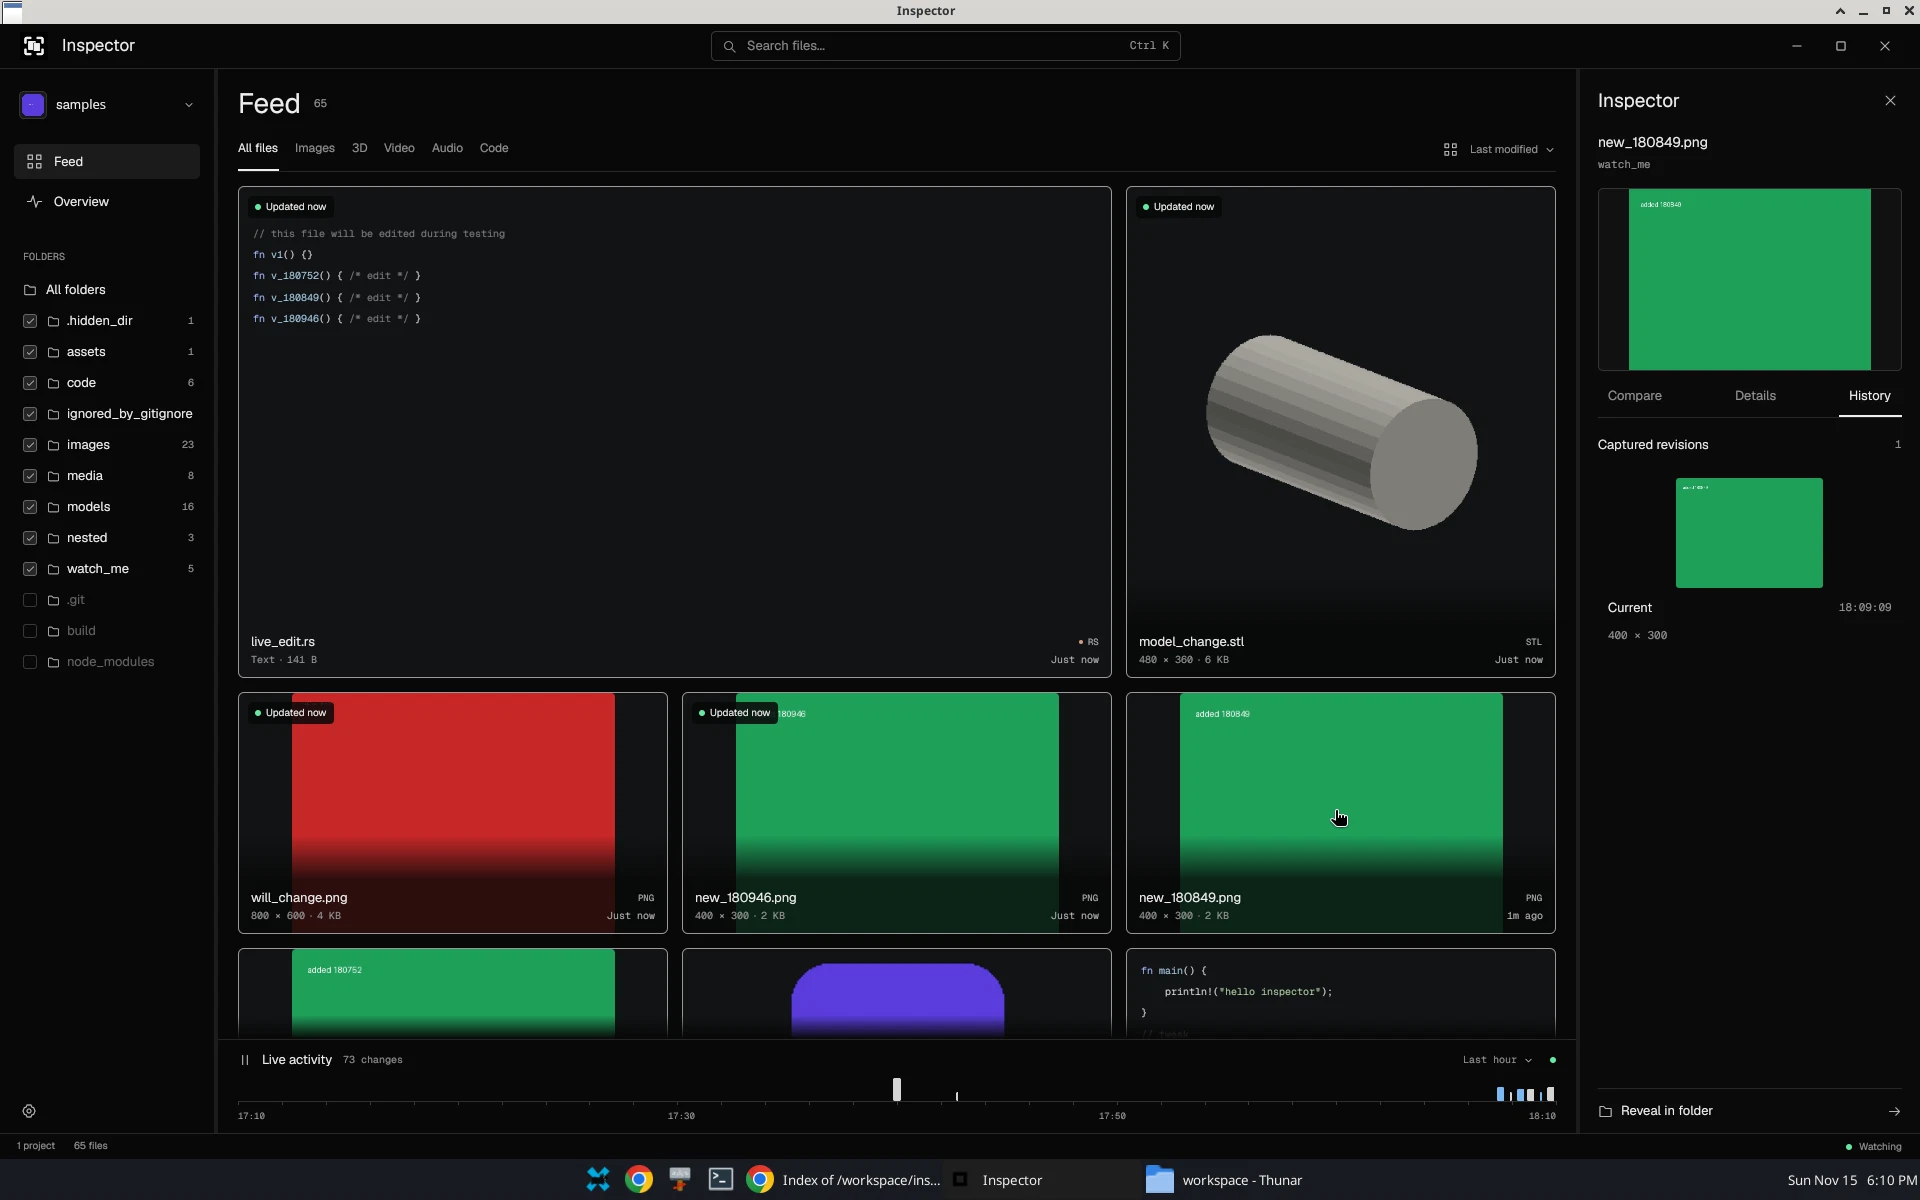 Inspector
Inspector
Search files...
Ctrl K
samples
Feed
Overview
FOLDERS
All folders
.hidden_dir 1
assets 1
code 6
ignored_by_gitignore
images 23
media 8
models 16
nested 3
watch_me 5
.git
build
node_modules
Feed 65
All files Images 3D Video Audio Code
Last modified
Updated now
// this file will be edited during testing
fn v1() {}
fn v_180752() { /* edit */ }
fn v_180849() { /* edit */ }
fn v_180946() { /* edit */ }
live_edit.rs RS
Text · 141 B Just now
Updated now
model_change.stl STL
480 × 360 · 6 KB Just now
Updated now
will_change.png PNG
800 × 600 · 4 KB Just now
Updated now
180946
new_180946.png PNG
400 × 300 · 2 KB Just now
added 180849
new_180849.png PNG
400 × 300 · 2 KB 1m ago
added 180752
fn main() {
println!("hello inspector");
}
// tweak
Live activity 73 changes
Last hour
17:10 17:30 17:50 18:10
Inspector
new_180849.png
watch_me
added 180849
Compare Details History
Captured revisions 1
Current 18:09:09
400 × 300
Reveal in folder
1 project 65 files
Watching
Index of /workspace/ins...
Inspector
workspace - Thunar
Sun Nov 15 6:10 PM